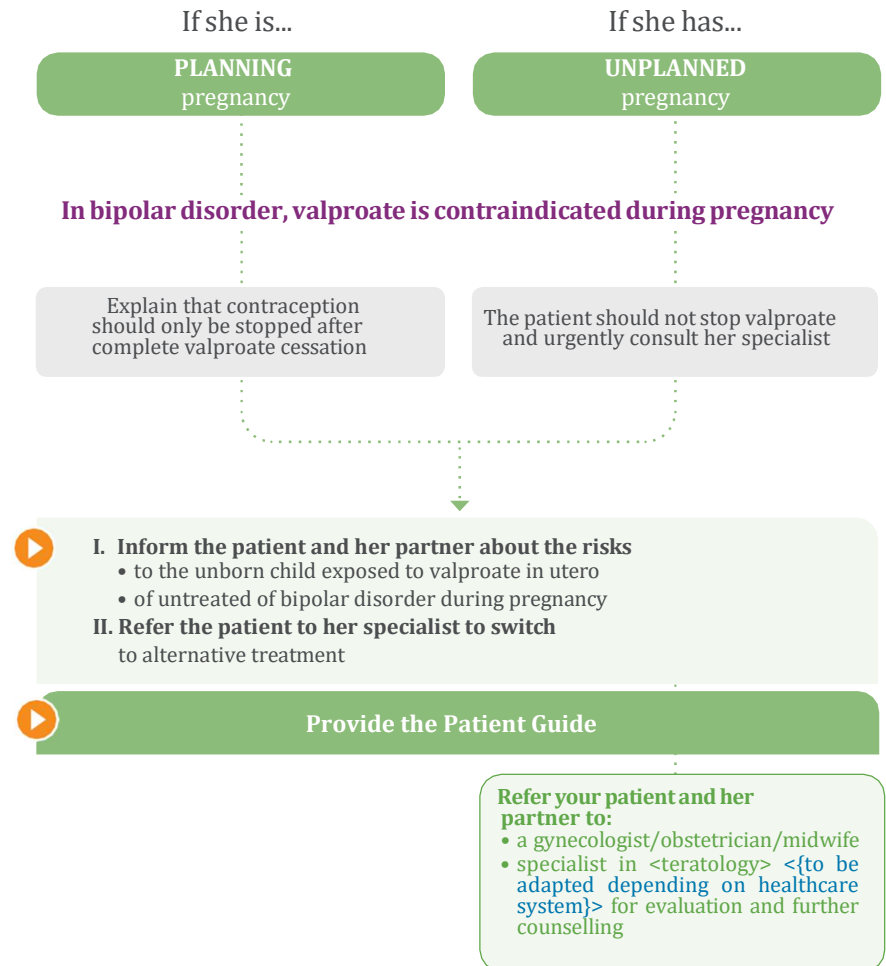 If she is...
If she has...
PLANNING
pregnancy
UNPLANNED
pregnancy
In bipolar disorder, valproate is contraindicated during pregnancy
Explain that contraception
should only be stopped after
complete valproate cessation
The patient should not stop valproate
and urgently consult her specialist
I. Inform the patient and her partner about the risks
• to the unborn child exposed to valproate in utero
• of untreated of bipolar disorder during pregnancy
II. Refer the patient to her specialist to switch
to alternative treatment
Provide the Patient Guide
Refer your patient and her
partner to:
• a gynecologist/obstetrician/midwife
• specialist in <teratology> <{to be
adapted depending on healthcare
system}> for evaluation and further
counselling